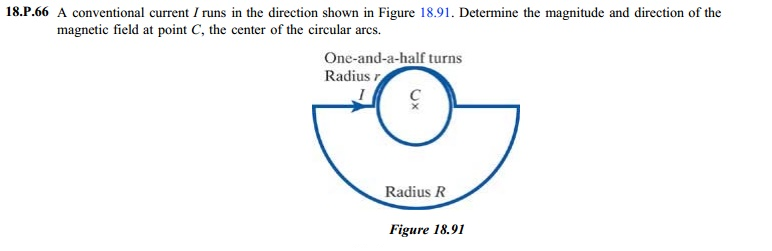 18.P.66 A conventional current I runs in the direction shown in Figure 18.91. Determine the magnitude and direction of the
magnetic field at point C, the center of the circular arcs.
One-and-a-half turns
Radius r
I
C
×
Radius R
Figure 18.91